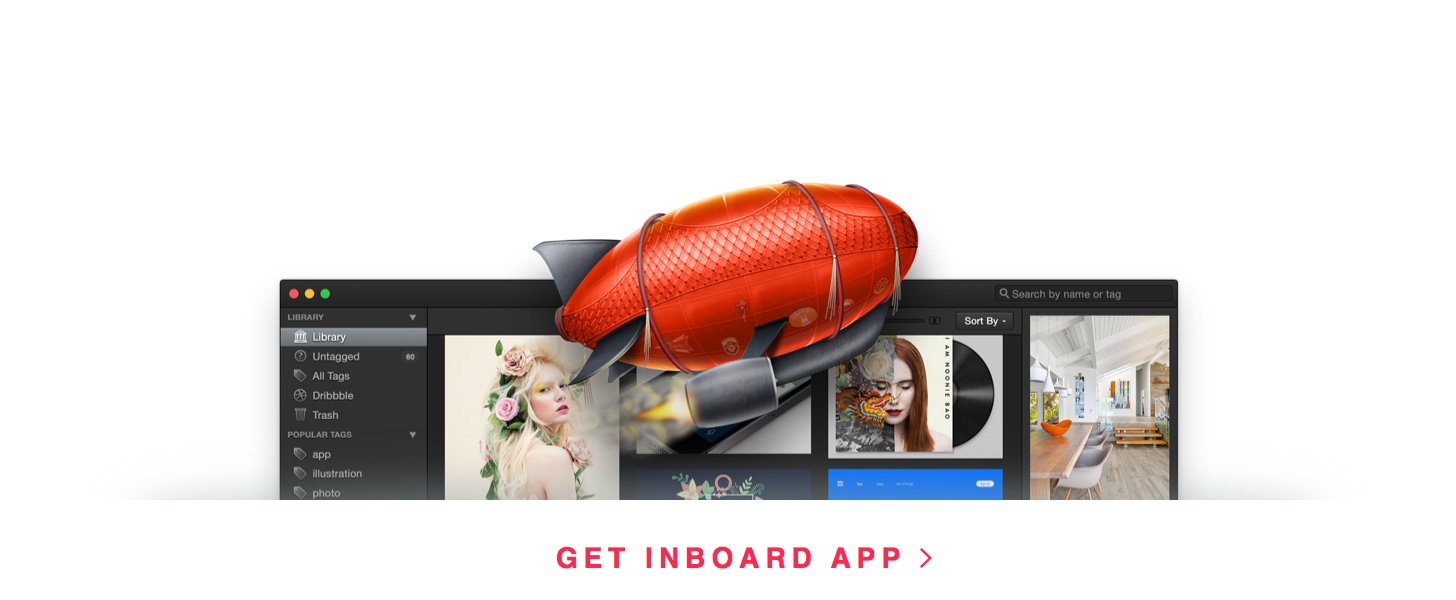 Search by name or tag
LIBRARY
Library
Untagged 60
All Tags
Dribbble
Trash
POPULAR TAGS
app
illustration
photo
Sort By
I AM NOONIE BAO
GET INBOARD APP >